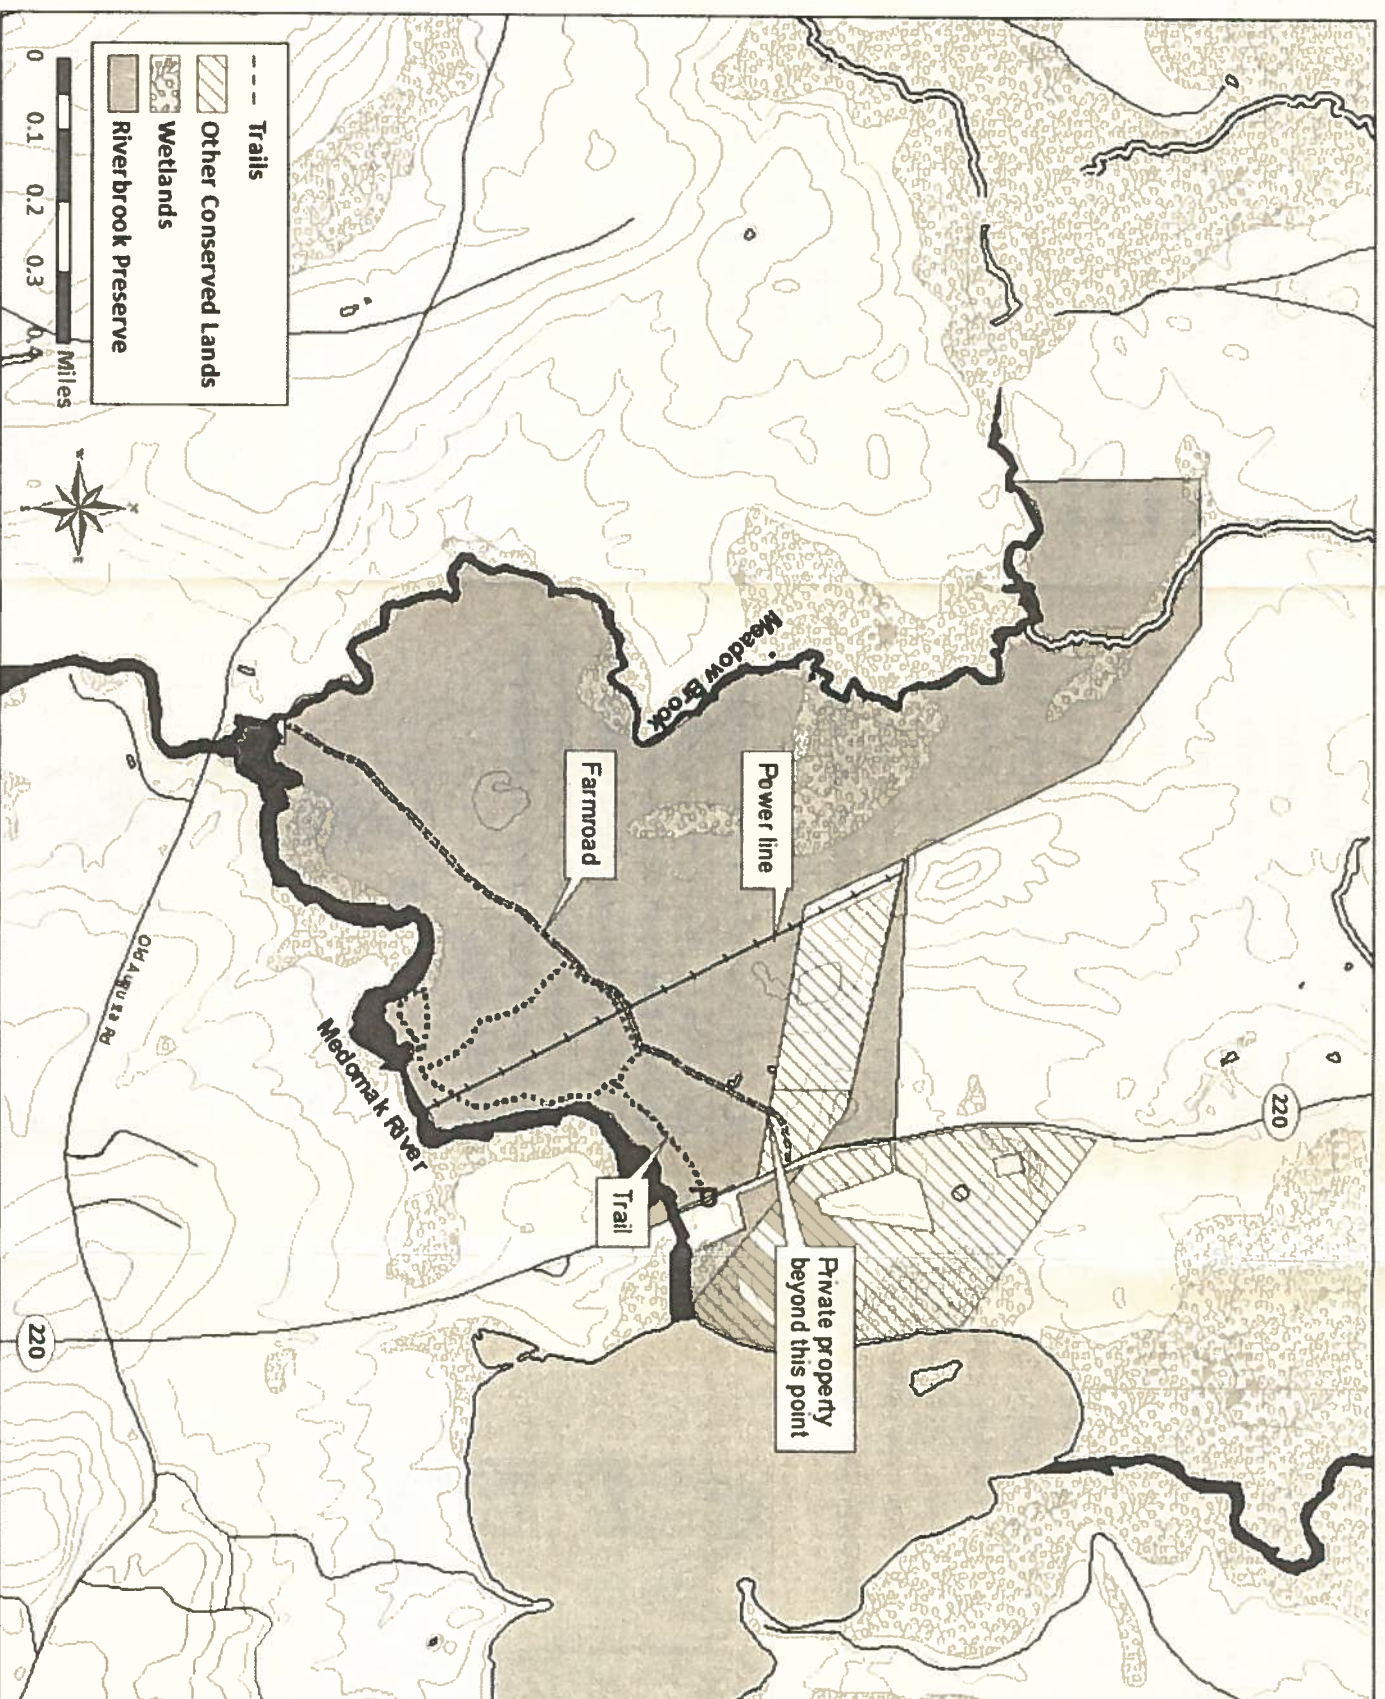 220
Private property
beyond this point
Power line
Meadow Brook
P
Trail
Farmroad
Medomak River
Old Augusta Rd
220
Trails
Other Conserved Lands
Wetlands
Riverbrook Preserve
Miles
0 0.1 0.2 0.3 0.4
N
W
E
S